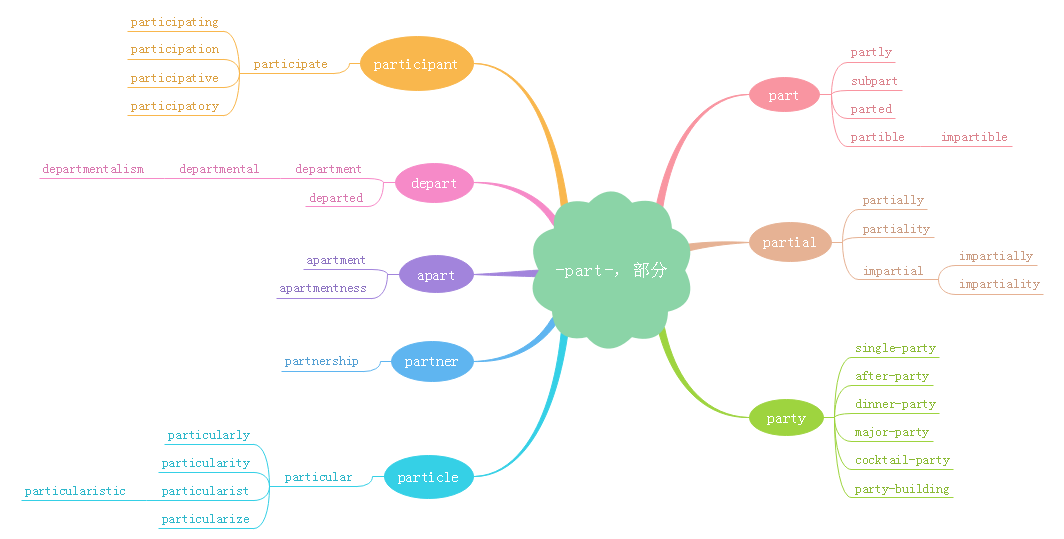 -part-, 部分
part
partly
subpart
parted
partible
impartible
partial
partially
partiality
impartial
impartially
impartiality
party
single-party
after-party
dinner-party
major-party
cocktail-party
party-building
participant
participate
participating
participation
participative
participatory
depart
department
departmental
departmentalism
departed
apart
apartment
apartmentness
partner
partnership
particle
particular
particularly
particularity
particularist
particularistic
particularize